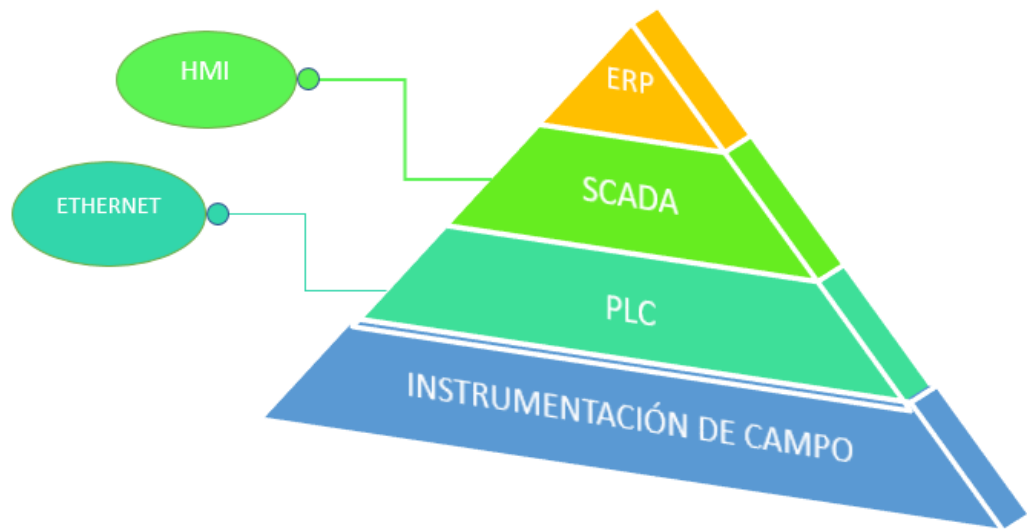 HMI
ERP
ETHERNET
SCADA
PLC
INSTRUMENTACIÓN DE CAMPO